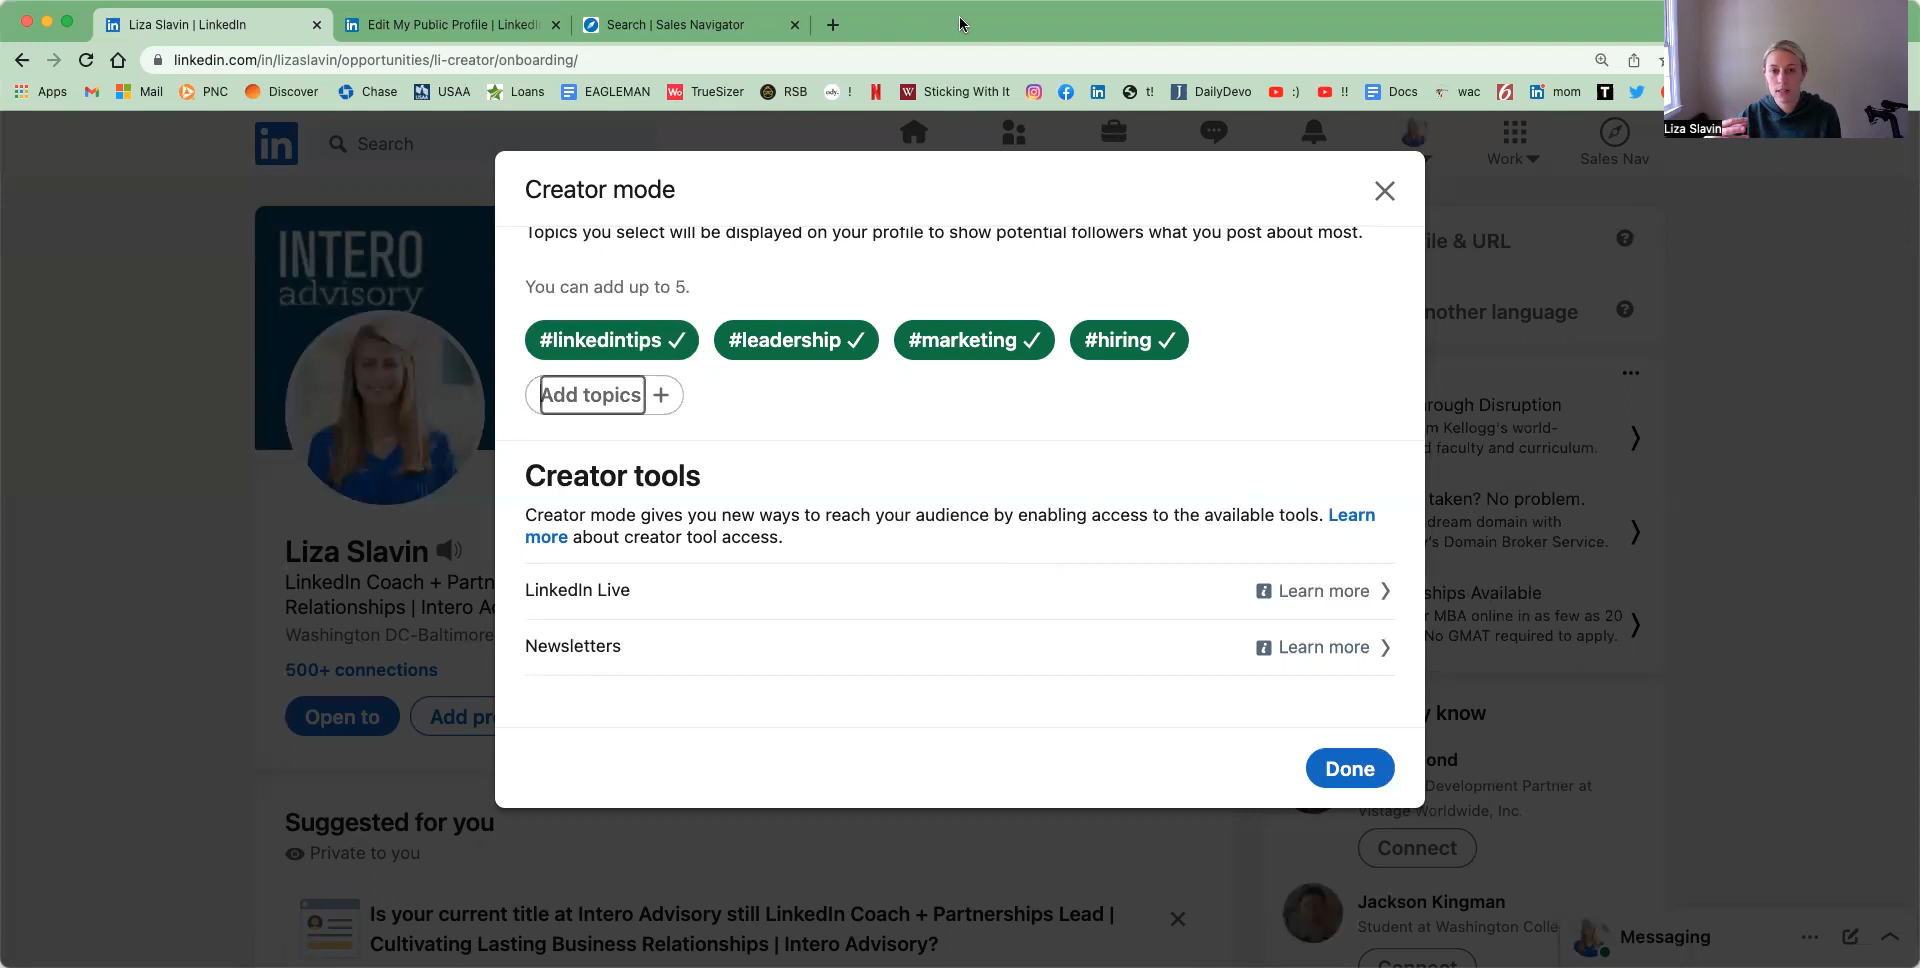 Liza Slavin | LinkedIn
Edit My Public Profile | LinkedI
Search | Sales Navigator
linkedin.com/in/lizaslavin/opportunities/li-creator/onboarding/
Apps
Mail
PNC
Discover
Chase
USAA
Loans
EAGLEMAN
TrueSizer
RSB
!
Sticking With It
t!
DailyDevo
:)
!!
Docs
wac
mom
Liza Slavin
in
Search
Work
Sales Nav
Creator mode
Topics you select will be displayed on your profile to show potential followers what you post about most.
You can add up to 5.
#linkedintips
#leadership
#marketing
#hiring
Add topics +
Creator tools
Creator mode gives you new ways to reach your audience by enabling access to the available tools. Learn
more about creator tool access.
LinkedIn Live
Learn more
Newsletters
Learn more
Done
INTERO
advisory
Liza Slavin
LinkedIn Coach + Partn
Relationships | Intero A
Washington DC-Baltimore
500+ connections
Open to
Add pr
Suggested for you
Private to you
Is your current title at Intero Advisory still LinkedIn Coach + Partnerships Lead |
Cultivating Lasting Business Relationships | Intero Advisory?
ile & URL
nother language
rough Disruption
m Kellogg's world-
d faculty and curriculum.
taken? No problem.
dream domain with
's Domain Broker Service.
ships Available
r MBA online in as few as 20
No GMAT required to apply.
y know
ond
Development Partner at
Vistage Worldwide, Inc.
Connect
Jackson Kingman
Student at Washington Colle
Connect
Messaging